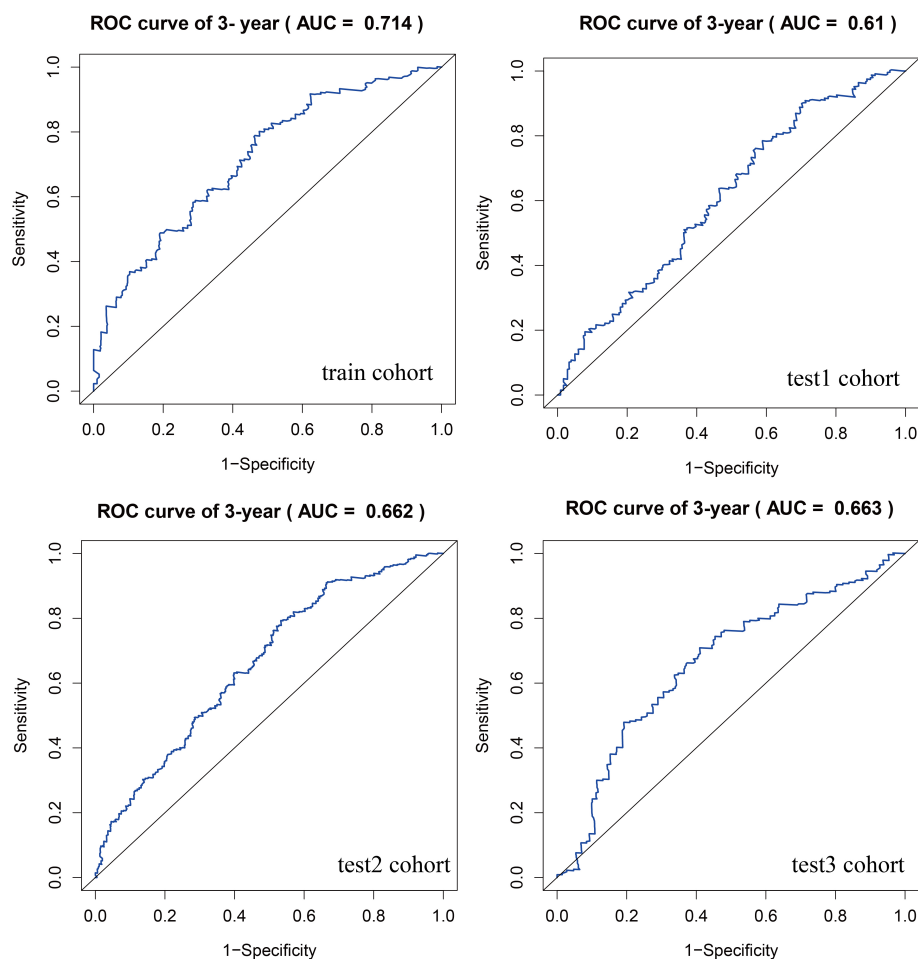 ROC curve of 3- year ( AUC =  0.714 )
Sensitivity
0.0 0.2 0.4 0.6 0.8 1.0
train cohort
0.0 0.2 0.4 0.6 0.8 1.0
1−Specificity
ROC curve of 3-year ( AUC =  0.61 )
Sensitivity
0.0 0.2 0.4 0.6 0.8 1.0
test1 cohort
0.0 0.2 0.4 0.6 0.8 1.0
1−Specificity
ROC curve of 3-year ( AUC =  0.662 )
Sensitivity
0.0 0.2 0.4 0.6 0.8 1.0
test2 cohort
0.0 0.2 0.4 0.6 0.8 1.0
1−Specificity
ROC curve of 3-year ( AUC =  0.663 )
Sensitivity
0.0 0.2 0.4 0.6 0.8 1.0
test3 cohort
0.0 0.2 0.4 0.6 0.8 1.0
1−Specificity